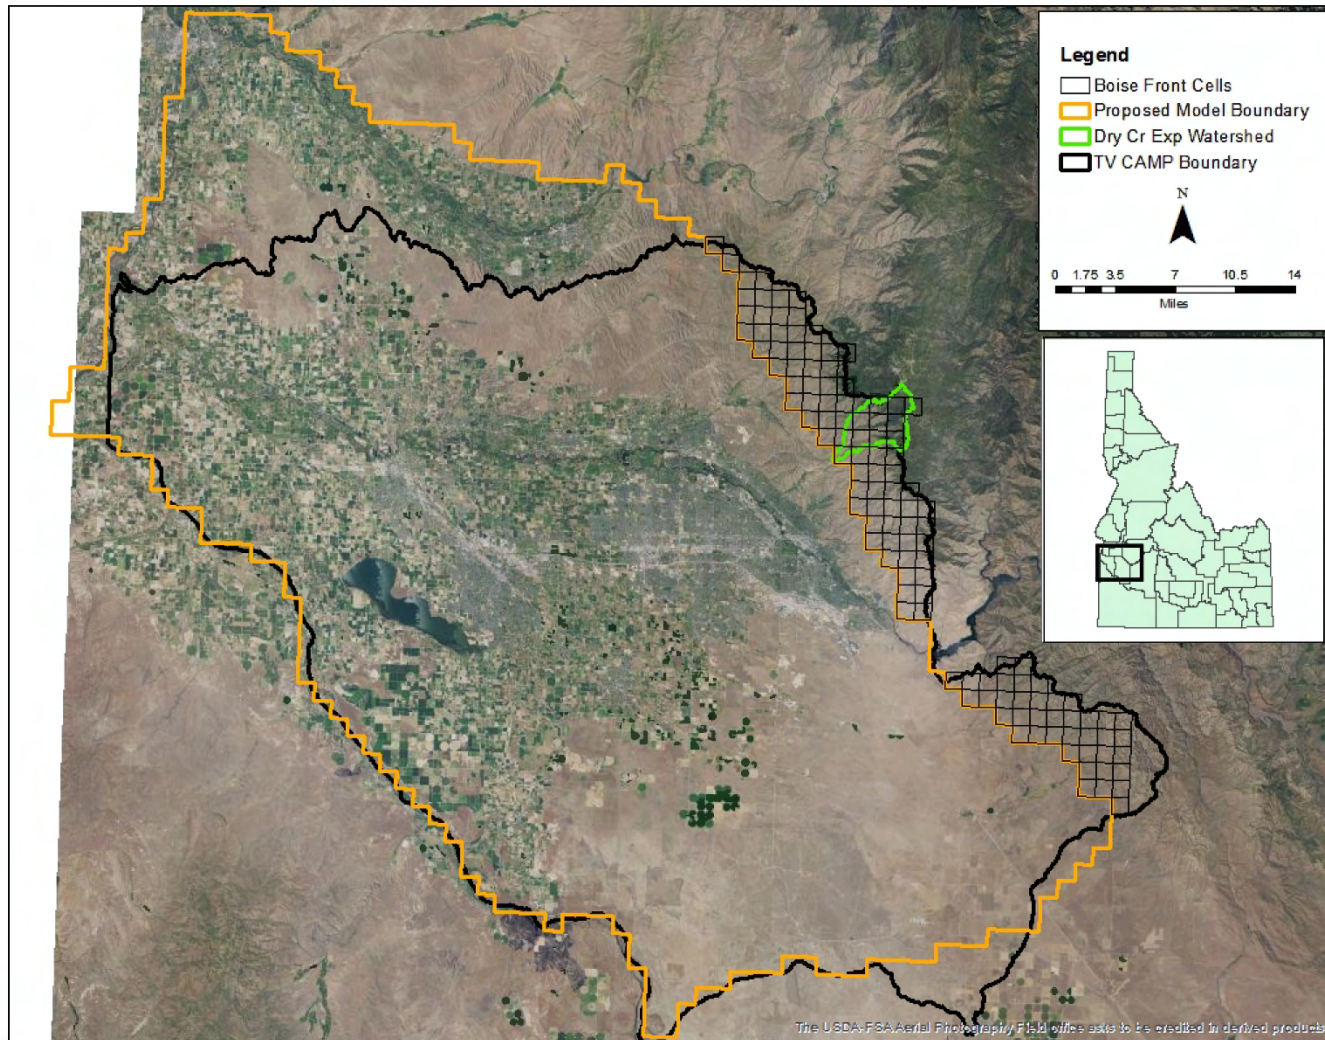 Legend
Boise Front Cells
Proposed Model Boundary
Dry Cr Exp Watershed
TV CAMP Boundary
N
0 1.75 3.5 7 10.5 14
Miles
The USDA-FSA Aerial Photography Field office asks to be credited in derived products